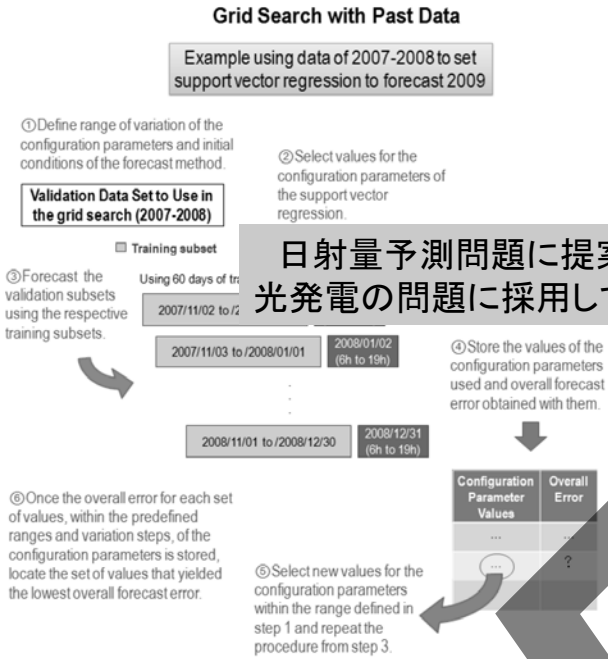 Grid Search with Past Data
Example using data of 2007-2008 to set
support vector regression to forecast 2009
①Define range of variation of the
configuration parameters and initial
conditions of the forecast method.
Validation Data Set to Use in
the grid search (2007-2008)
②Select values for the
configuration parameters of
the support vector
regression.
Training subset
日射量予測問題に提案
光発電の問題に採用し
③Forecast the
validation subsets
using the respective
training subsets.
Using 60 days of
2007/11/02 to
2007/11/03 to /2008/01/01
2008/01/02
(6h to 19h)
2008/11/01 to /2008/12/30
2008/12/31
(6h to 19h)
④Store the values of the
configuration parameters
used and overall forecast
error obtained with them.
Configuration
Parameter
Values
Overall
Error
... ...
... ?
⑤Select new values for the
configuration parameters
within the range defined in
step 1 and repeat the
procedure from step 3.
⑥Once the overall error for each set
of values, within the predefined
ranges and variation steps, of the
configuration parameters is stored,
locate the set of values that yielded
the lowest overall forecast error.